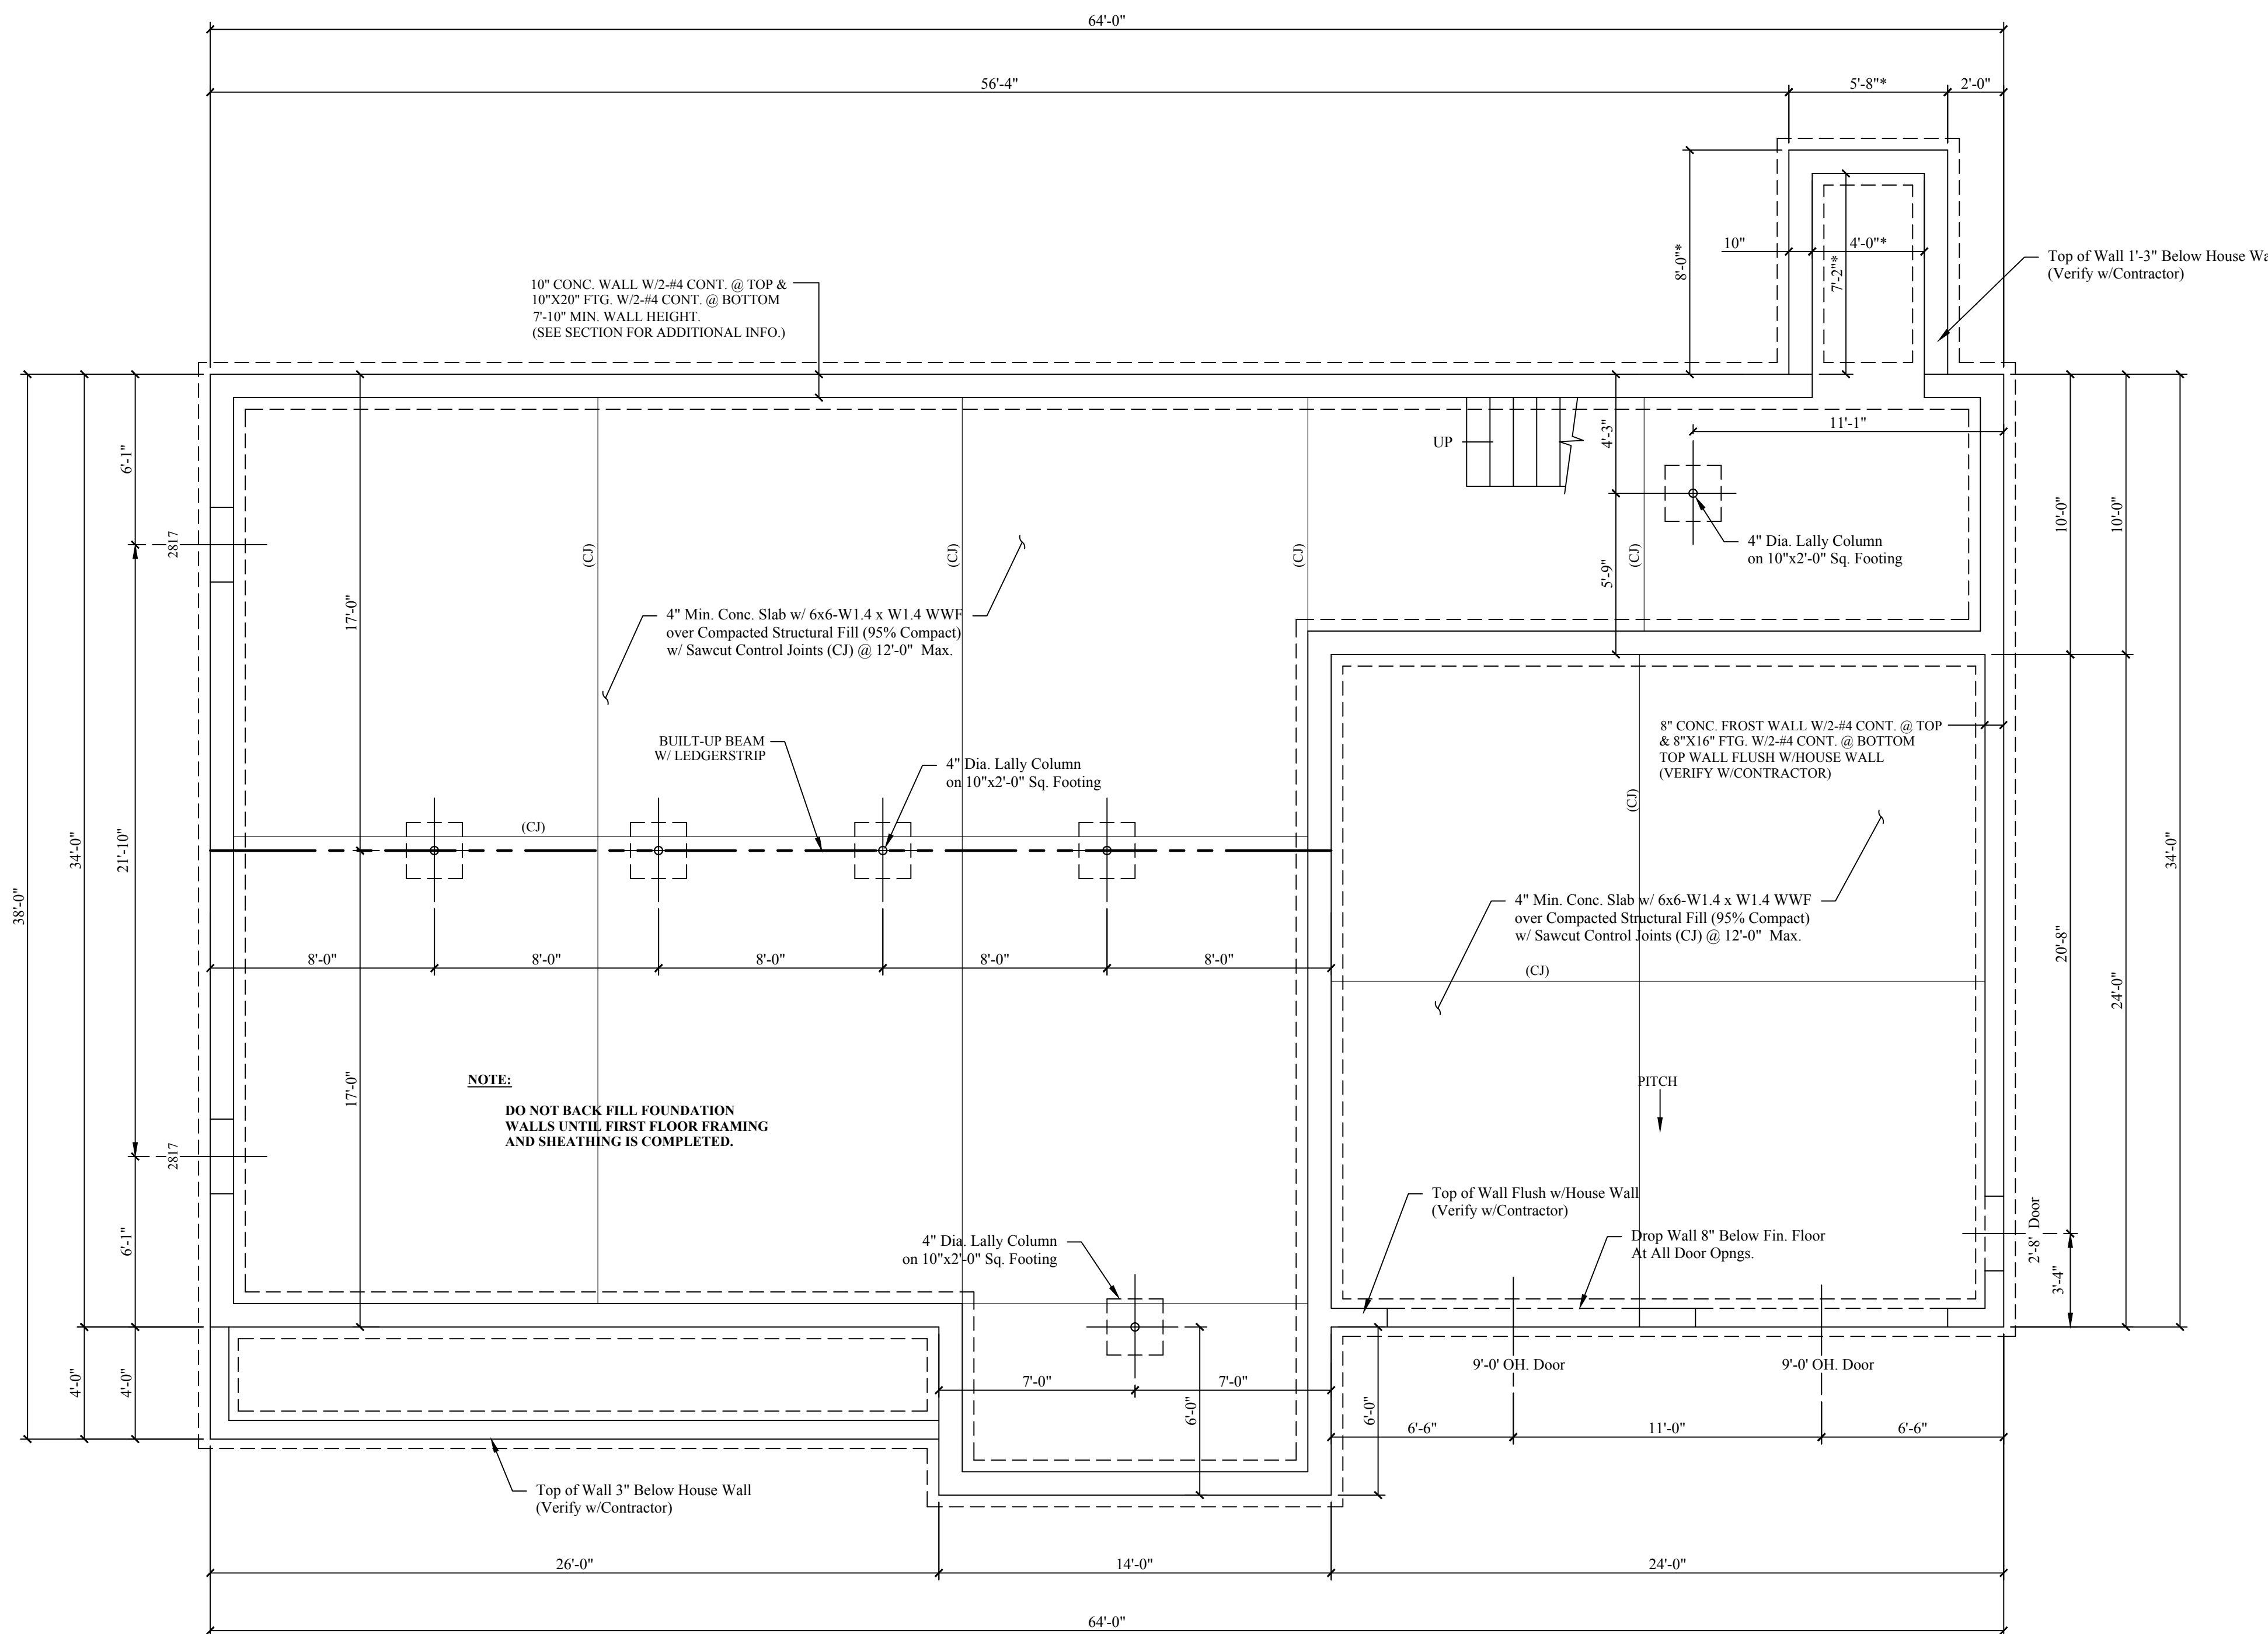 64'-0"
56'-4"
5'-8"*
2'-0"
10"
4'-0"*
8'-0"*
7'-2"*
Top of Wall 1'-3" Below House Wa
(Verify w/Contractor)
10" CONC. WALL W/2-#4 CONT. @ TOP &
10"X20" FTG. W/2-#4 CONT. @ BOTTOM
7'-10" MIN. WALL HEIGHT.
(SEE SECTION FOR ADDITIONAL INFO.)
6'-1"
2817
17'-0"
(CJ)
(CJ)
(CJ)
(CJ)
UP
4'-3"
11'-1"
5'-9"
4" Dia. Lally Column
on 10"x2'-0" Sq. Footing
10'-0"
10'-0"
4" Min. Conc. Slab w/ 6x6-W1.4 x W1.4 WWF
over Compacted Structural Fill (95% Compact)
w/ Sawcut Control Joints (CJ) @ 12'-0" Max.
BUILT-UP BEAM
W/ LEDGERSTRIP
4" Dia. Lally Column
on 10"x2'-0" Sq. Footing
8" CONC. FROST WALL W/2-#4 CONT. @ TOP
& 8"X16" FTG. W/2-#4 CONT. @ BOTTOM
TOP WALL FLUSH W/HOUSE WALL
(VERIFY W/CONTRACTOR)
(CJ)
(CJ)
38'-0"
34'-0"
21'-10"
34'-0"
20'-8"
24'-0"
4" Min. Conc. Slab w/ 6x6-W1.4 x W1.4 WWF
over Compacted Structural Fill (95% Compact)
w/ Sawcut Control Joints (CJ) @ 12'-0" Max.
(CJ)
8'-0"
8'-0"
8'-0"
8'-0"
8'-0"
17'-0"
NOTE:
DO NOT BACK FILL FOUNDATION
WALLS UNTIL FIRST FLOOR FRAMING
AND SHEATHING IS COMPLETED.
PITCH
2817
6'-1"
Top of Wall Flush w/House Wall
(Verify w/Contractor)
Drop Wall 8" Below Fin. Floor
At All Door Opngs.
4" Dia. Lally Column
on 10"x2'-0" Sq. Footing
2'-8' Door
3'-4"
4'-0"
4'-0"
7'-0"
7'-0"
6'-0"
6'-0"
9'-0' OH. Door
9'-0' OH. Door
6'-6"
11'-0"
6'-6"
Top of Wall 3" Below House Wall
(Verify w/Contractor)
26'-0"
14'-0"
24'-0"
64'-0"